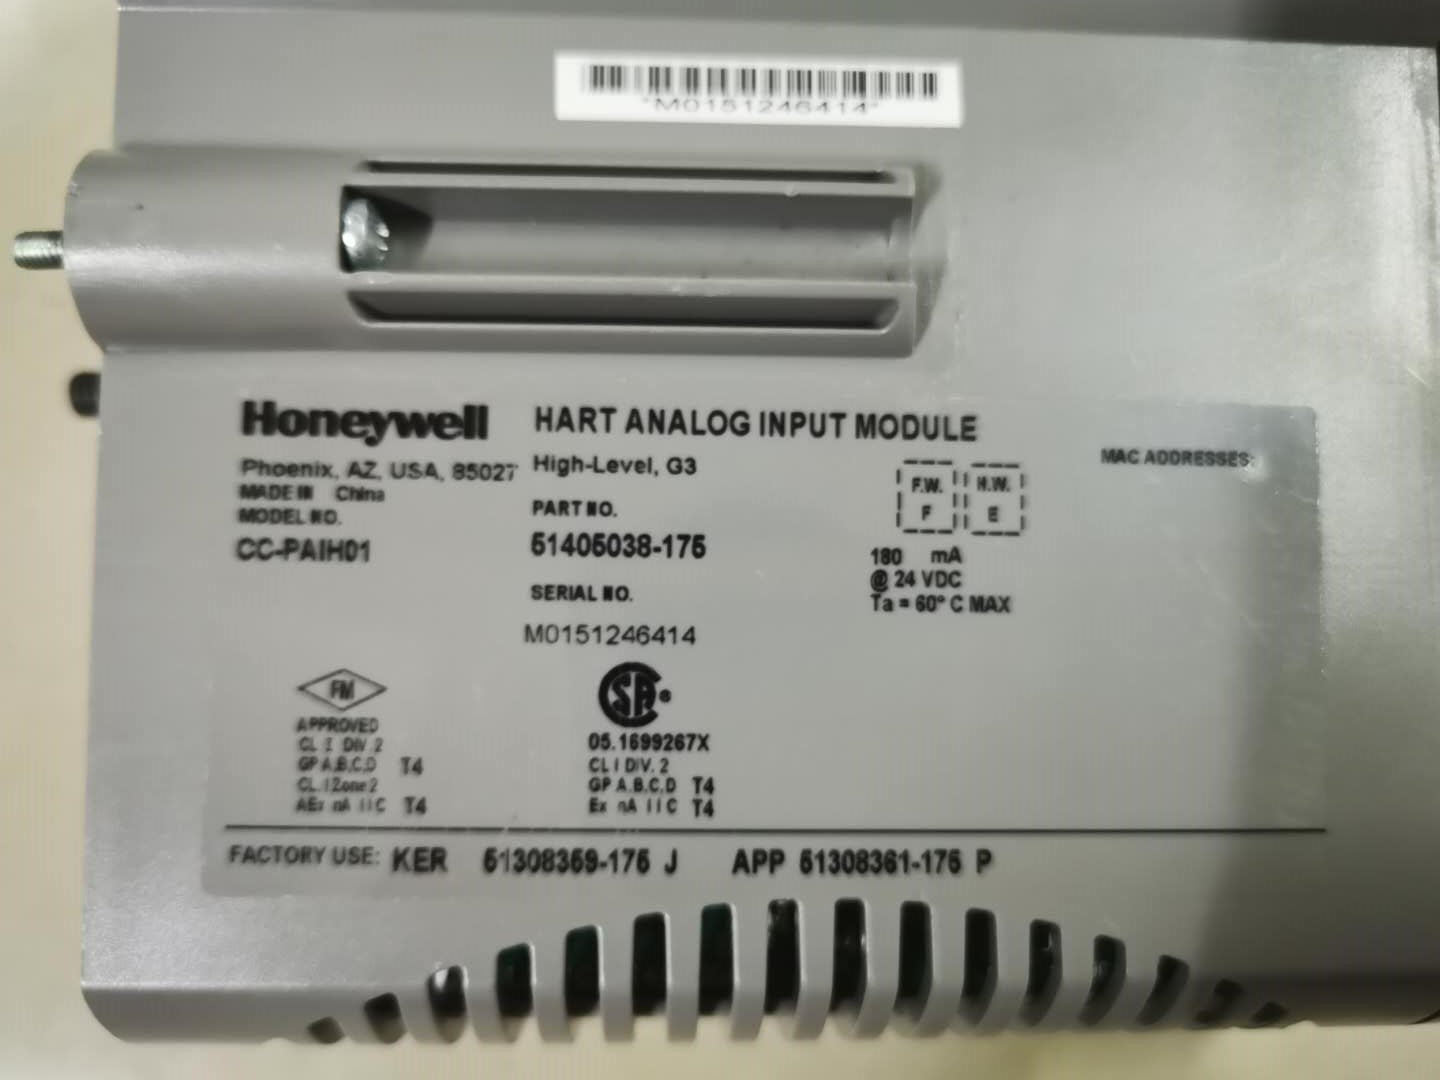 *M0151246414*
Honeywell
HART ANALOG INPUT MODULE
Phoenix, AZ, USA, 85027
High-Level, G3
MADE IN China
MODEL NO.
CC-PAIH01
PART NO.
51405038-175
SERIAL NO.
M0151246414
F.W.
F
H.W.
E
MAC ADDRESSES:
180 mA
@ 24 VDC
Ta = 60° C MAX
FM
APPROVED
CL I DIV 2
GP A,B,C,D T4
CL I Zone 2
AEx nA IIC T4
SA ®
05.1699267X
CL I DIV. 2
GP A.B.C.D T4
Ex nA IIC T4
FACTORY USE: KER 51308359-175 J APP 51308361-175 P